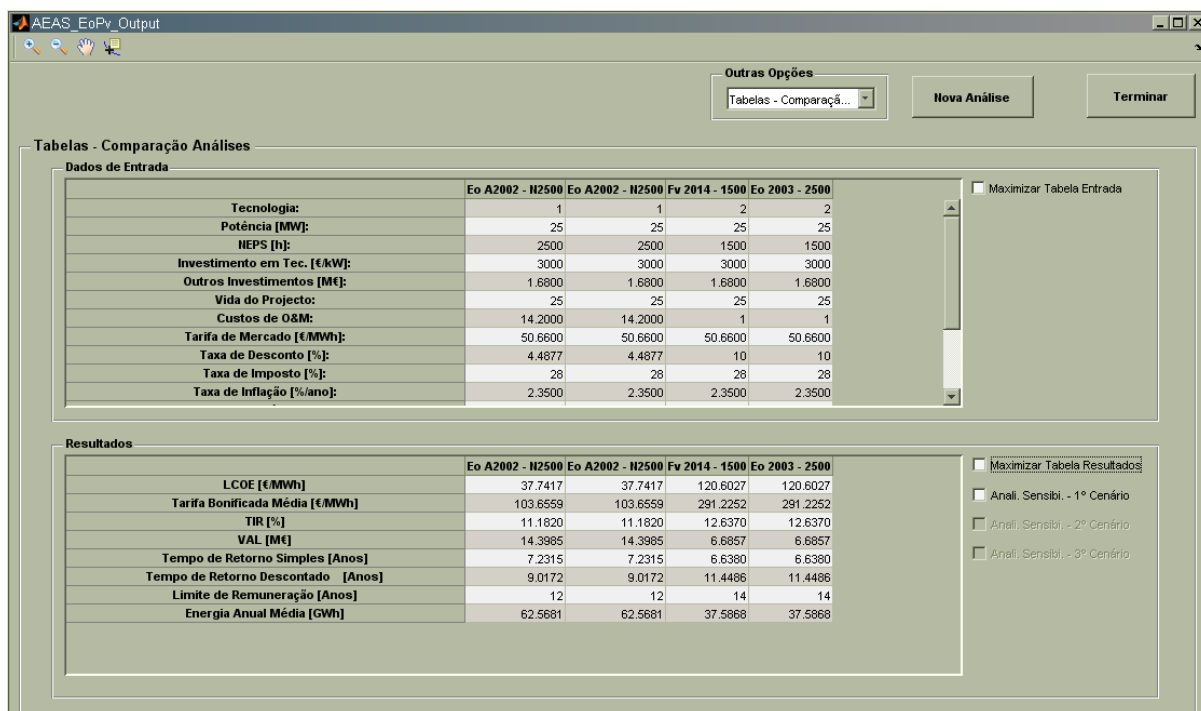 AEAS_EoPv_Output
Outras Opções
Tabelas - Comparaçã...
Nova Análise
Terminar
Tabelas - Comparação Análises
Dados de Entrada
Eo A2002 - N2500 Eo A2002 - N2500 Fv 2014 - 1500 Eo 2003 - 2500
Maximizar Tabela Entrada
Tecnologia: 1 1 2 2
Potência [MW]: 25 25 25 25
NEPS [h]: 2500 2500 1500 1500
Investimento em Tec. [€/kW]: 3000 3000 3000 3000
Outros Investimentos [M€]: 1.6800 1.6800 1.6800 1.6800
Vida do Projecto: 25 25 25 25
Custos de O&M: 14.2000 14.2000 1 1
Tarifa de Mercado [€/MWh]: 50.6600 50.6600 50.6600 50.6600
Taxa de Desconto [%]: 4.4877 4.4877 10 10
Taxa de Imposto [%]: 28 28 28 28
Taxa de Inflação [%/ano]: 2.3500 2.3500 2.3500 2.3500
Resultados
Eo A2002 - N2500 Eo A2002 - N2500 Fv 2014 - 1500 Eo 2003 - 2500
Maximizar Tabela Resultados
LCOE [€/MWh] 37.7417 37.7417 120.6027 120.6027
Anali. Sensibi. - 1º Cenário
Tarifa Bonificada Média [€/MWh] 103.6559 103.6559 291.2252 291.2252
TIR [%] 11.1820 11.1820 12.6370 12.6370
Anali. Sensibi. - 2º Cenário
VAL [M€] 14.3985 14.3985 6.6857 6.6857
Tempo de Retorno Simples [Anos] 7.2315 7.2315 6.6380 6.6380
Anali. Sensibi. - 3º Cenário
Tempo de Retorno Descontado [Anos] 9.0172 9.0172 11.4486 11.4486
Limite de Remuneração [Anos] 12 12 14 14
Energia Anual Média [GWh] 62.5681 62.5681 37.5868 37.5868